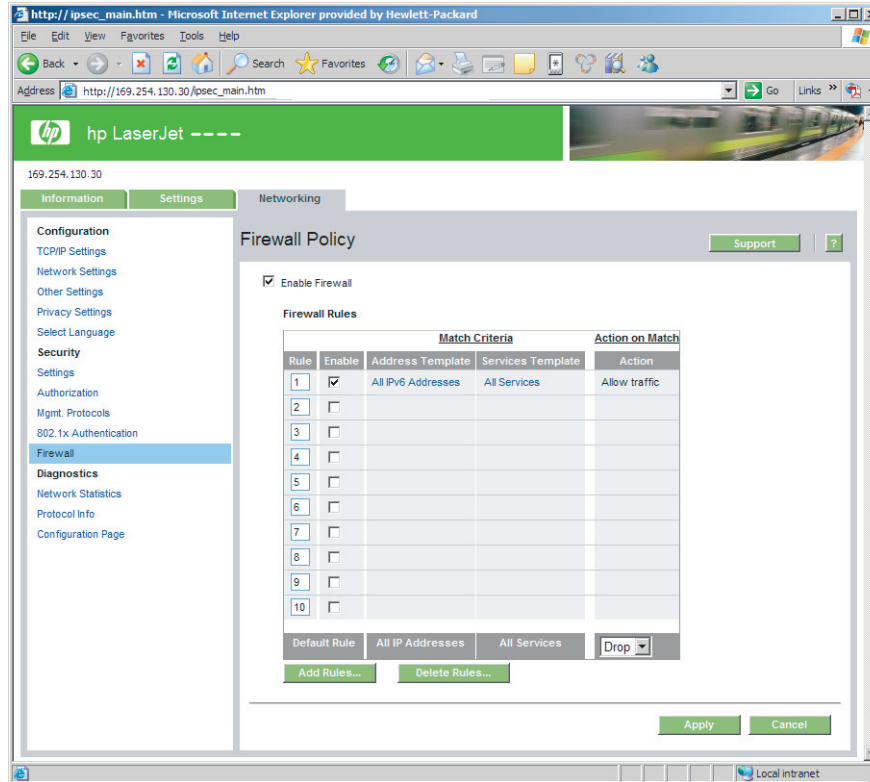 http:// ipsec_main.htm - Microsoft Internet Explorer provided by Hewlett-Packard
File Edit View Favorites Tools Help
Back Search Favorites
Address http://169.254.130.30/ipsec_main.htm Go Links »
hp hp LaserJet ----
169.254.130.30
Information Settings Networking
Configuration
TCP/IP Settings
Network Settings
Other Settings
Privacy Settings
Select Language
Security
Settings
Authorization
Mgmt. Protocols
802.1x Authentication
Firewall
Diagnostics
Network Statistics
Protocol Info
Configuration Page
Firewall Policy
Support ?
Enable Firewall
Firewall Rules
Match Criteria Action on Match
Rule Enable Address Template Services Template Action
1 All IPv6 Addresses All Services Allow traffic
2
3
4
5
6
7
8
9
10
Default Rule All IP Addresses All Services Drop
Add Rules... Delete Rules...
Apply Cancel
Local intranet